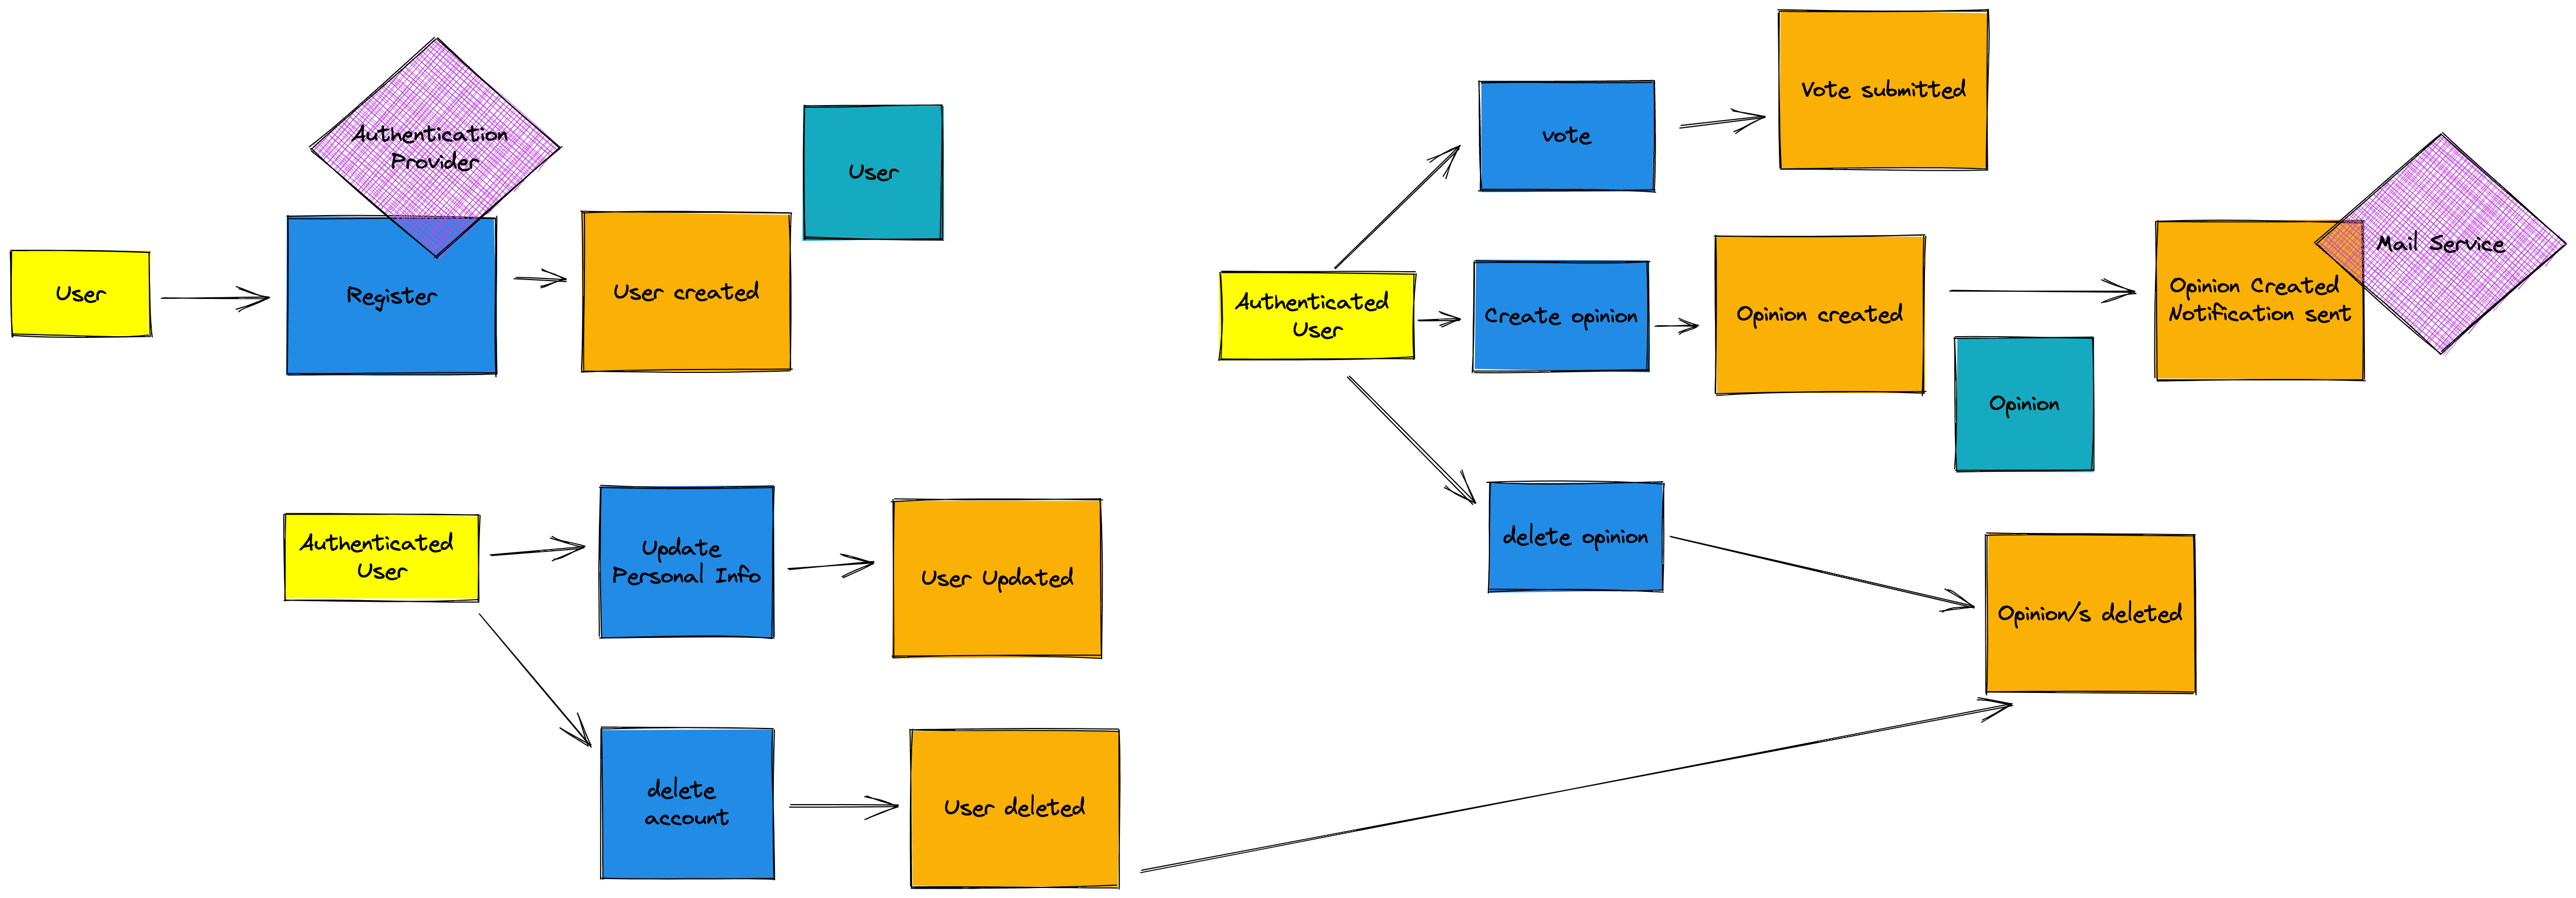 Authentication
Provider
User
User
Register
User created
Authenticated
User
Update
Personal Info
User Updated
delete
account
User deleted
Vote submitted
vote
Mail Service
Authenticated
User
Create opinion
Opinion created
Opinion Created
Notification sent
Opinion
delete opinion
Opinion/s deleted